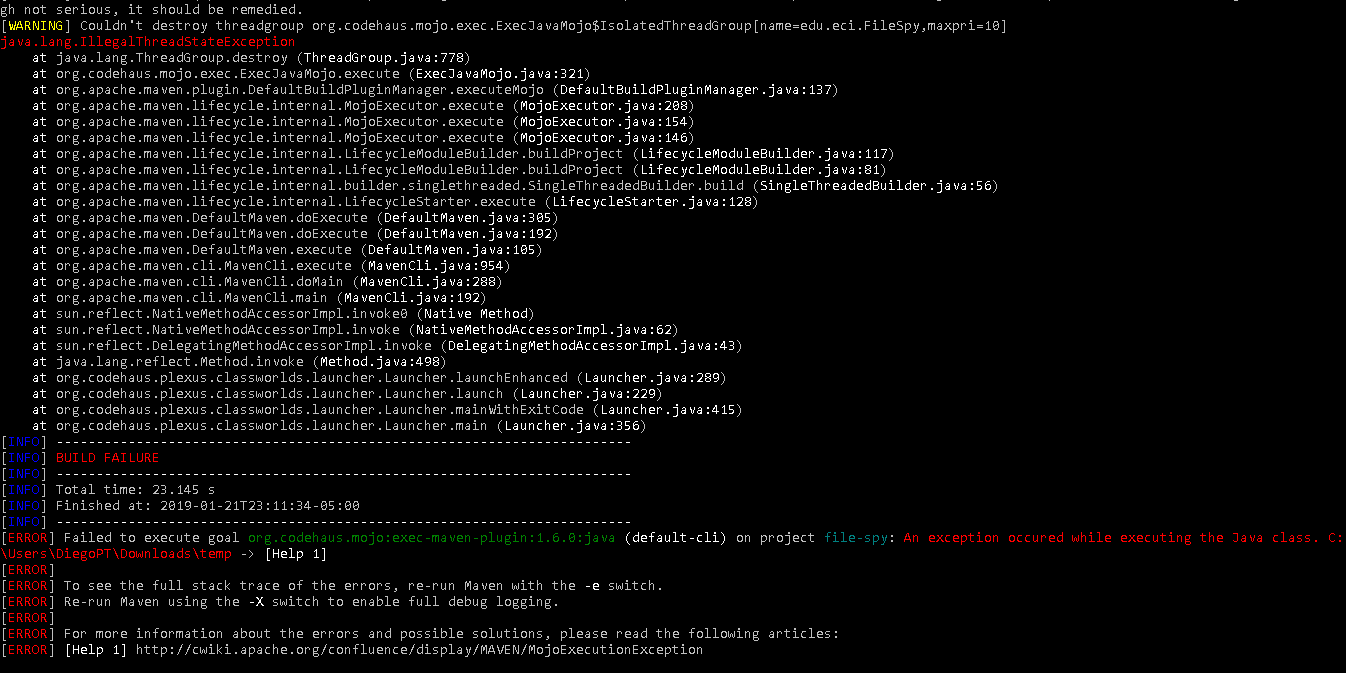 gh not serious, it should be remedied.
[WARNING] Couldn't destroy threadgroup org.codehaus.mojo.exec.ExecJavaMojo$IsolatedThreadGroup[name=edu.eci.FileSpy,maxpri=10]
java.lang.IllegalThreadStateException
    at java.lang.ThreadGroup.destroy (ThreadGroup.java:778)
    at org.codehaus.mojo.exec.ExecJavaMojo.execute (ExecJavaMojo.java:321)
    at org.apache.maven.plugin.DefaultBuildPluginManager.executeMojo (DefaultBuildPluginManager.java:137)
    at org.apache.maven.lifecycle.internal.MojoExecutor.execute (MojoExecutor.java:208)
    at org.apache.maven.lifecycle.internal.MojoExecutor.execute (MojoExecutor.java:154)
    at org.apache.maven.lifecycle.internal.MojoExecutor.execute (MojoExecutor.java:146)
    at org.apache.maven.lifecycle.internal.LifecycleModuleBuilder.buildProject (LifecycleModuleBuilder.java:117)
    at org.apache.maven.lifecycle.internal.LifecycleModuleBuilder.buildProject (LifecycleModuleBuilder.java:81)
    at org.apache.maven.lifecycle.internal.builder.singlethreaded.SingleThreadedBuilder.build (SingleThreadedBuilder.java:56)
    at org.apache.maven.lifecycle.internal.LifecycleStarter.execute (LifecycleStarter.java:128)
    at org.apache.maven.DefaultMaven.doExecute (DefaultMaven.java:305)
    at org.apache.maven.DefaultMaven.doExecute (DefaultMaven.java:192)
    at org.apache.maven.DefaultMaven.execute (DefaultMaven.java:105)
    at org.apache.maven.cli.MavenCli.execute (MavenCli.java:954)
    at org.apache.maven.cli.MavenCli.doMain (MavenCli.java:288)
    at org.apache.maven.cli.MavenCli.main (MavenCli.java:192)
    at sun.reflect.NativeMethodAccessorImpl.invoke0 (Native Method)
    at sun.reflect.NativeMethodAccessorImpl.invoke (NativeMethodAccessorImpl.java:62)
    at sun.reflect.DelegatingMethodAccessorImpl.invoke (DelegatingMethodAccessorImpl.java:43)
    at java.lang.reflect.Method.invoke (Method.java:498)
    at org.codehaus.plexus.classworlds.launcher.Launcher.launchEnhanced (Launcher.java:289)
    at org.codehaus.plexus.classworlds.launcher.Launcher.launch (Launcher.java:229)
    at org.codehaus.plexus.classworlds.launcher.Launcher.mainWithExitCode (Launcher.java:415)
    at org.codehaus.plexus.classworlds.launcher.Launcher.main (Launcher.java:356)
[INFO] ------------------------------------------------------------------------
[INFO] BUILD FAILURE
[INFO] ------------------------------------------------------------------------
[INFO] Total time: 23.145 s
[INFO] Finished at: 2019-01-21T23:11:34-05:00
[INFO] ------------------------------------------------------------------------
[ERROR] Failed to execute goal org.codehaus.mojo:exec-maven-plugin:1.6.0:java (default-cli) on project file-spy: An exception occured while executing the Java class. C:
\Users\DiegoPT\Downloads\temp -> [Help 1]
[ERROR]
[ERROR] To see the full stack trace of the errors, re-run Maven with the -e switch.
[ERROR] Re-run Maven using the -X switch to enable full debug logging.
[ERROR]
[ERROR] For more information about the errors and possible solutions, please read the following articles:
[ERROR] [Help 1] http://cwiki.apache.org/confluence/display/MAVEN/MojoExecutionException